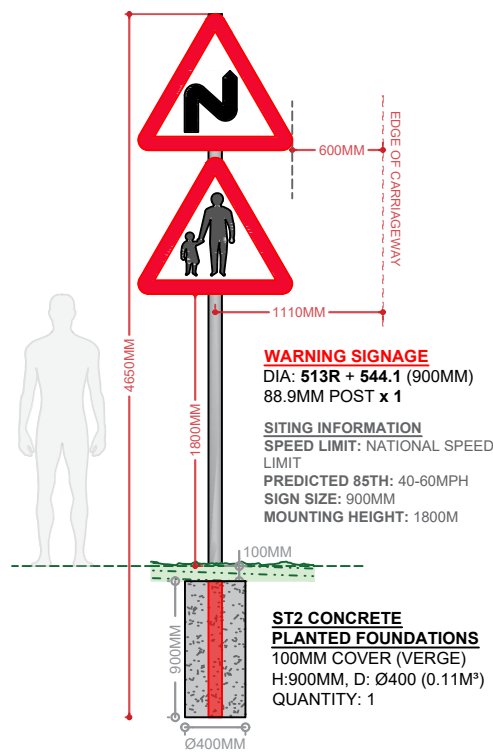 600MM
EDGE OF CARRIAGEWAY
1110MM
4650MM
1800MM
WARNING SIGNAGE
DIA: 513R + 544.1 (900MM)
88.9MM POST x 1
SITING INFORMATION
SPEED LIMIT: NATIONAL SPEED
LIMIT
PREDICTED 85TH: 40-60MPH
SIGN SIZE: 900MM
MOUNTING HEIGHT: 1800M
100MM
900MM
ST2 CONCRETE
PLANTED FOUNDATIONS
100MM COVER (VERGE)
H:900MM, D: Ø400 (0.11M³)
QUANTITY: 1
Ø400MM